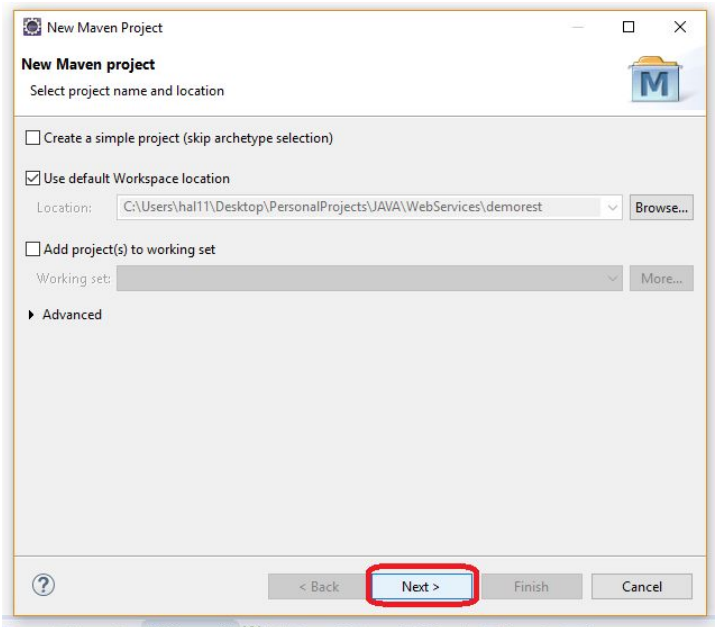 New Maven Project
New Maven project
Select project name and location
M
Create a simple project (skip archetype selection)
Use default Workspace location
Location: C:\Users\hal11\Desktop\PersonalProjects\JAVA\WebServices\demorest Browse...
Add project(s) to working set
Working set: More...
Advanced
? < Back Next > Finish Cancel